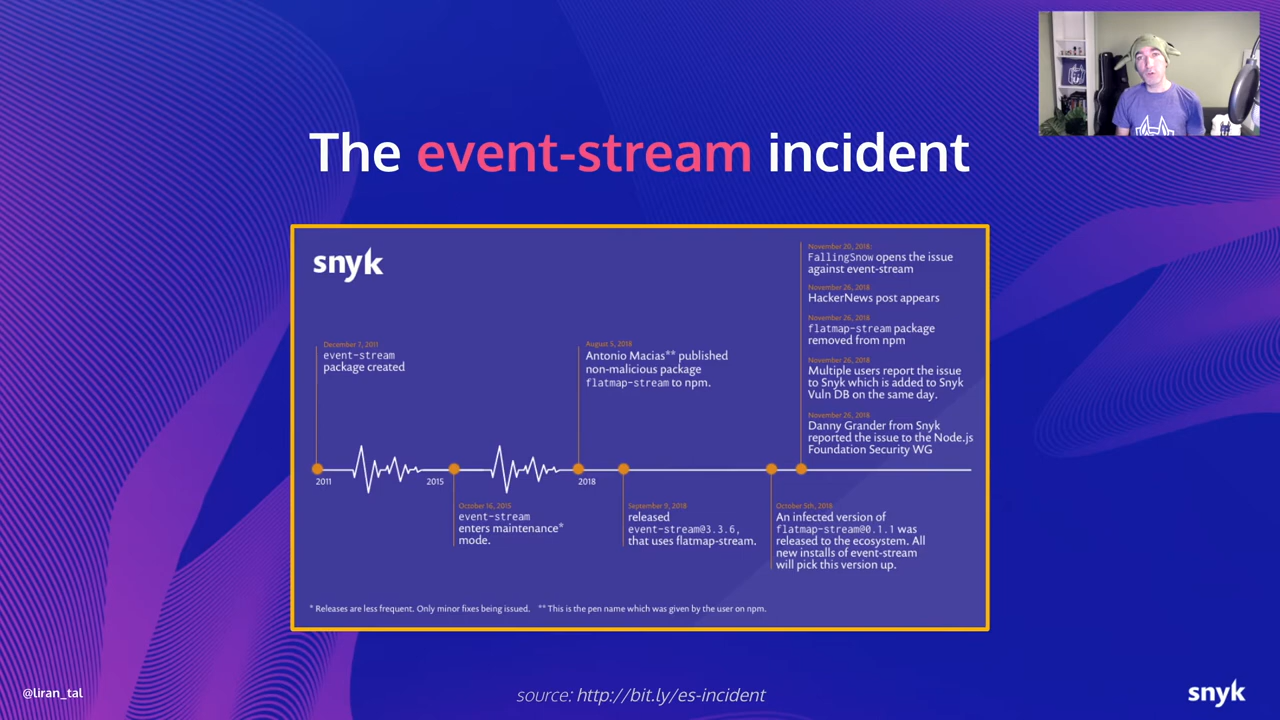 The event-stream incident
snyk
December 7, 2011
event-stream
package created
2011
2015
October 16, 2015
event-stream
enters maintenance*
mode.
August 5, 2018
Antonio Macias** published
non-malicious package
flatmap-stream to npm.
2018
September 9, 2018
released
event-stream@3.3.6,
that uses flatmap-stream.
October 5th, 2018
An infected version of
flatmap-stream@0.1.1 was
released to the ecosystem. All
new installs of event-stream
will pick this version up.
November 20, 2018:
FallingSnow opens the issue
against event-stream
November 26, 2018
HackerNews post appears
November 26, 2018
flatmap-stream package
removed from npm
November 26, 2018
Multiple users report the issue
to Snyk which is added to Snyk
Vuln DB on the same day.
November 26, 2018
Danny Grander from Snyk
reported the issue to the Node.js
Foundation Security WG
* Releases are less frequent. Only minor fixes being issued. ** This is the pen name which was given by the user on npm.
@liran_tal
source: http://bit.ly/es-incident
snyk